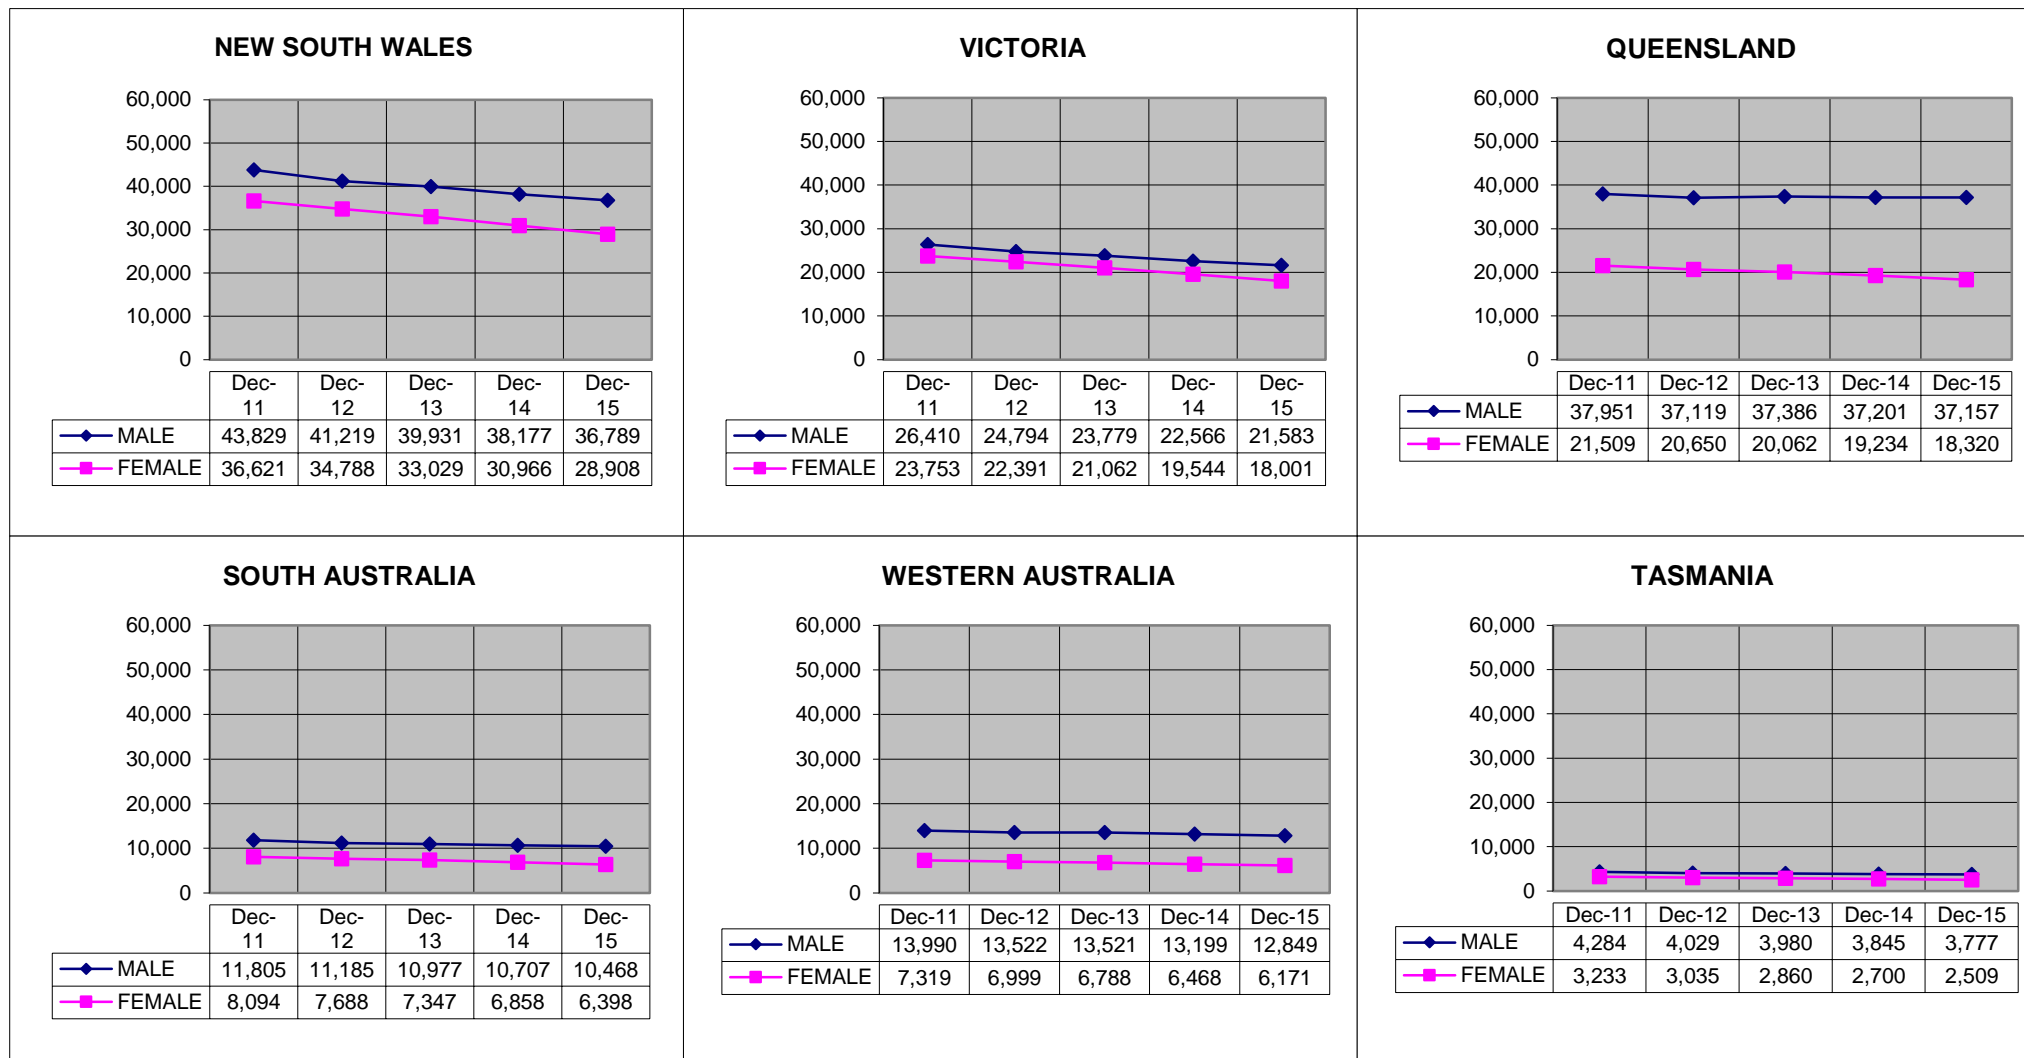 NEW SOUTH WALES
60,000
50,000
40,000
30,000
20,000
10,000
0
Dec-11 Dec-12 Dec-13 Dec-14 Dec-15
MALE 43,829 41,219 39,931 38,177 36,789
FEMALE 36,621 34,788 33,029 30,966 28,908
VICTORIA
60,000
50,000
40,000
30,000
20,000
10,000
0
Dec-11 Dec-12 Dec-13 Dec-14 Dec-15
MALE 26,410 24,794 23,779 22,566 21,583
FEMALE 23,753 22,391 21,062 19,544 18,001
QUEENSLAND
60,000
50,000
40,000
30,000
20,000
10,000
0
Dec-11 Dec-12 Dec-13 Dec-14 Dec-15
MALE 37,951 37,119 37,386 37,201 37,157
FEMALE 21,509 20,650 20,062 19,234 18,320
SOUTH AUSTRALIA
60,000
50,000
40,000
30,000
20,000
10,000
0
Dec-11 Dec-12 Dec-13 Dec-14 Dec-15
MALE 11,805 11,185 10,977 10,707 10,468
FEMALE 8,094 7,688 7,347 6,858 6,398
WESTERN AUSTRALIA
60,000
50,000
40,000
30,000
20,000
10,000
0
Dec-11 Dec-12 Dec-13 Dec-14 Dec-15
MALE 13,990 13,522 13,521 13,199 12,849
FEMALE 7,319 6,999 6,788 6,468 6,171
TASMANIA
60,000
50,000
40,000
30,000
20,000
10,000
0
Dec-11 Dec-12 Dec-13 Dec-14 Dec-15
MALE 4,284 4,029 3,980 3,845 3,777
FEMALE 3,233 3,035 2,860 2,700 2,509